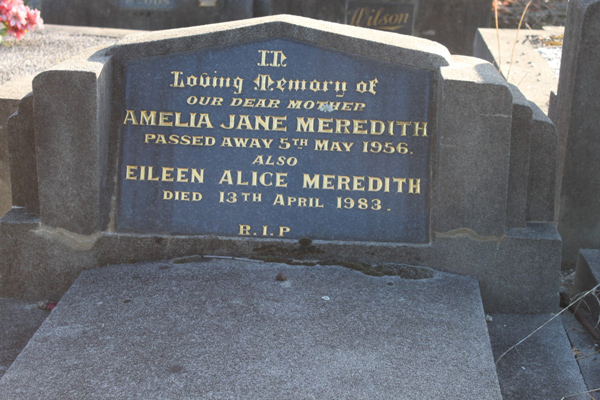 Wilson
In
Loving Memory of
OUR DEAR MOTHER
AMELIA JANE MEREDITH
PASSED AWAY 5TH MAY 1956.
ALSO
EILEEN ALICE MEREDITH
DIED 13TH APRIL 1983.
R.I.P